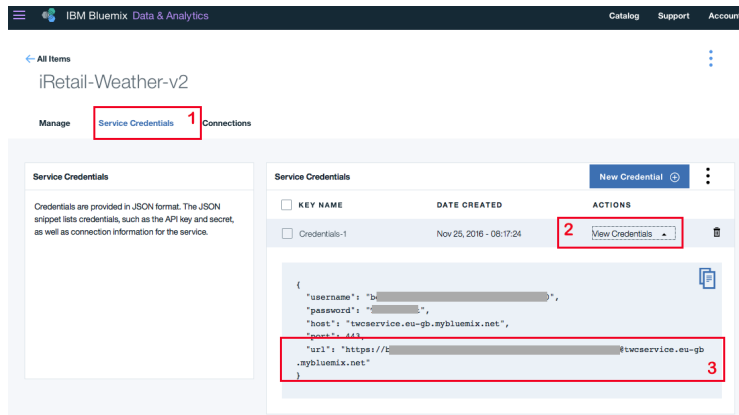 IBM Bluemix Data & Analytics
Catalog Support Accoun
All Items
iRetail-Weather-v2
Manage Service Credentials 1 Connections
Service Credentials
Credentials are provided in JSON format. The JSON
snippet lists credentials, such as the API key and secret,
as well as connection information for the service.
Service Credentials
New Credential
KEY NAME DATE CREATED ACTIONS
Credentials-1 Nov 25, 2016 - 08:17:24 2 View Credentials
{
"username": "b ",
"password": " ",
"host": "twcservice.eu-gb.mybluemix.net",
"port": 443,
"url": "https:// @twcservice.eu-gb
.mybluemix.net"
3
}